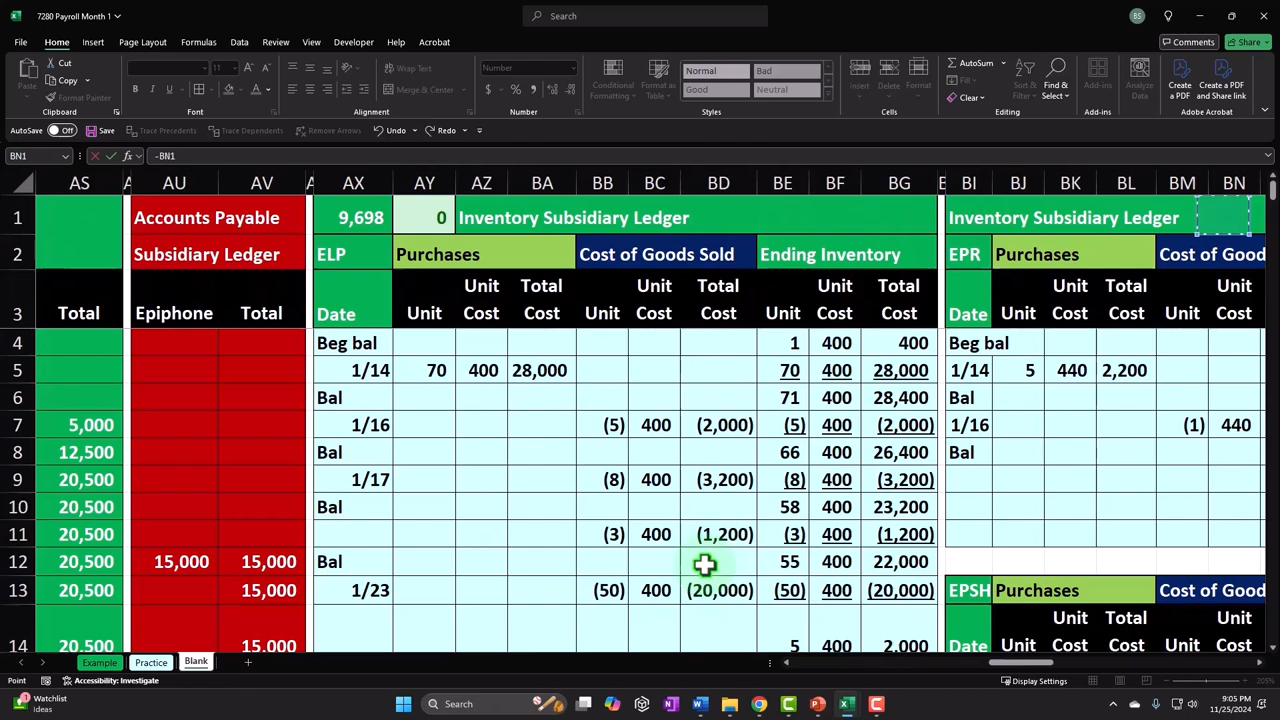 7280 Payroll Month 1
Search
BS
File Home Insert Page Layout Formulas Data Review View Developer Help Acrobat
Comments Share
Paste Cut Copy Format Painter
11
Wrap Text
Merge & Center
Number
Conditional Formatting Format as Table
Normal Bad
Good Neutral
Insert Delete Format
AutoSum Fill Clear
Sort & Filter Find & Select
Analyze Data
Create a PDF Create a PDF and Share link
Clipboard Font Alignment Number Styles Cells Editing Adobe Acrobat
AutoSave Off Save Trace Precedents Trace Dependents Remove Arrows Undo Redo
BN1 fx -BN1
AS A AU AV A AX AY AZ BA BB BC BD BE BF BG B BI BJ BK BL BM BN
1 Accounts Payable 9,698 0 Inventory Subsidiary Ledger Inventory Subsidiary Ledger
2 Subsidiary Ledger ELP Purchases Cost of Goods Sold Ending Inventory EPR Purchases Cost of Good
Unit Total Unit Total Unit Total Unit Total Unit
3 Total Epiphone Total Date Unit Cost Cost Unit Cost Cost Unit Cost Cost Date Unit Cost Cost Unit Cost
4 Beg bal 1 400 400 Beg bal
5 1/14 70 400 28,000 70 400 28,000 1/14 5 440 2,200
6 Bal 71 400 28,400 Bal
7 5,000 1/16 (5) 400 (2,000) (5) 400 (2,000) 1/16 (1) 440
8 12,500 Bal 66 400 26,400 Bal
9 20,500 1/17 (8) 400 (3,200) (8) 400 (3,200)
10 20,500 Bal 58 400 23,200
11 20,500 (3) 400 (1,200) (3) 400 (1,200)
12 20,500 15,000 15,000 Bal 55 400 22,000
13 20,500 15,000 1/23 (50) 400 (20,000) (50) 400 (20,000) EPSH Purchases Cost of Good
Unit Total Unit
14 20,500 15,000 5 400 2,000 Date Unit Cost Cost Unit Cost
Example Practice Blank
Point Accessibility: Investigate Display Settings 205%
1 Watchlist
Ideas
Search
9:05 PM
11/25/2024